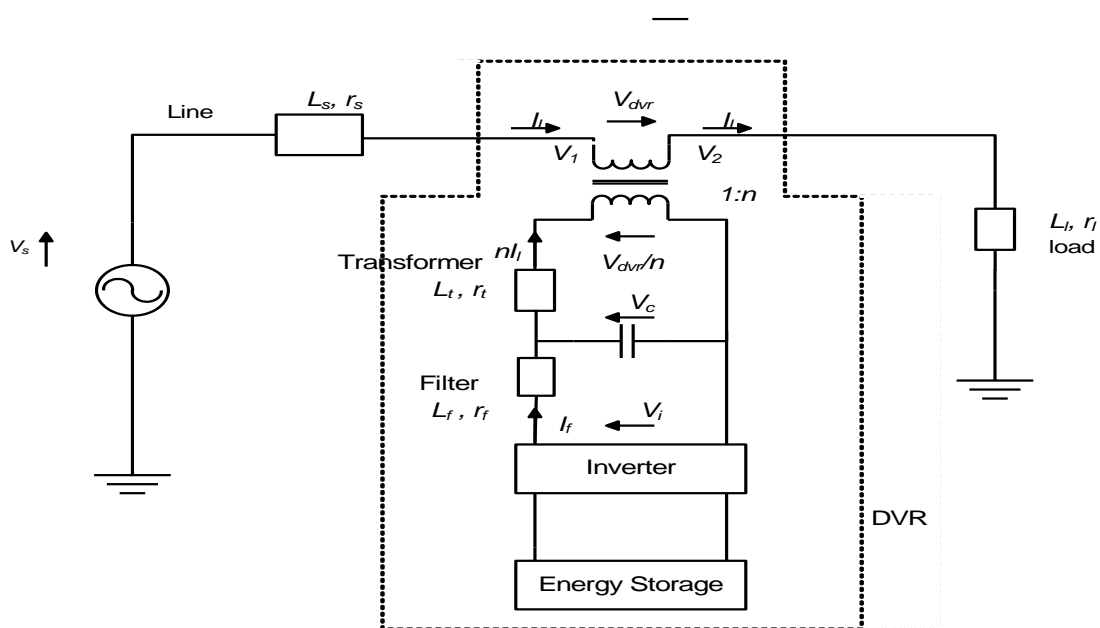 Line
Ls, rs
Il
Vdvr
Il
V1
V2
1:n
Vs
nIl
Vdvr/n
Ll, rl
load
Transformer
Lt , rt
Vc
Filter
Lf , rf
If
Vi
Inverter
DVR
Energy Storage